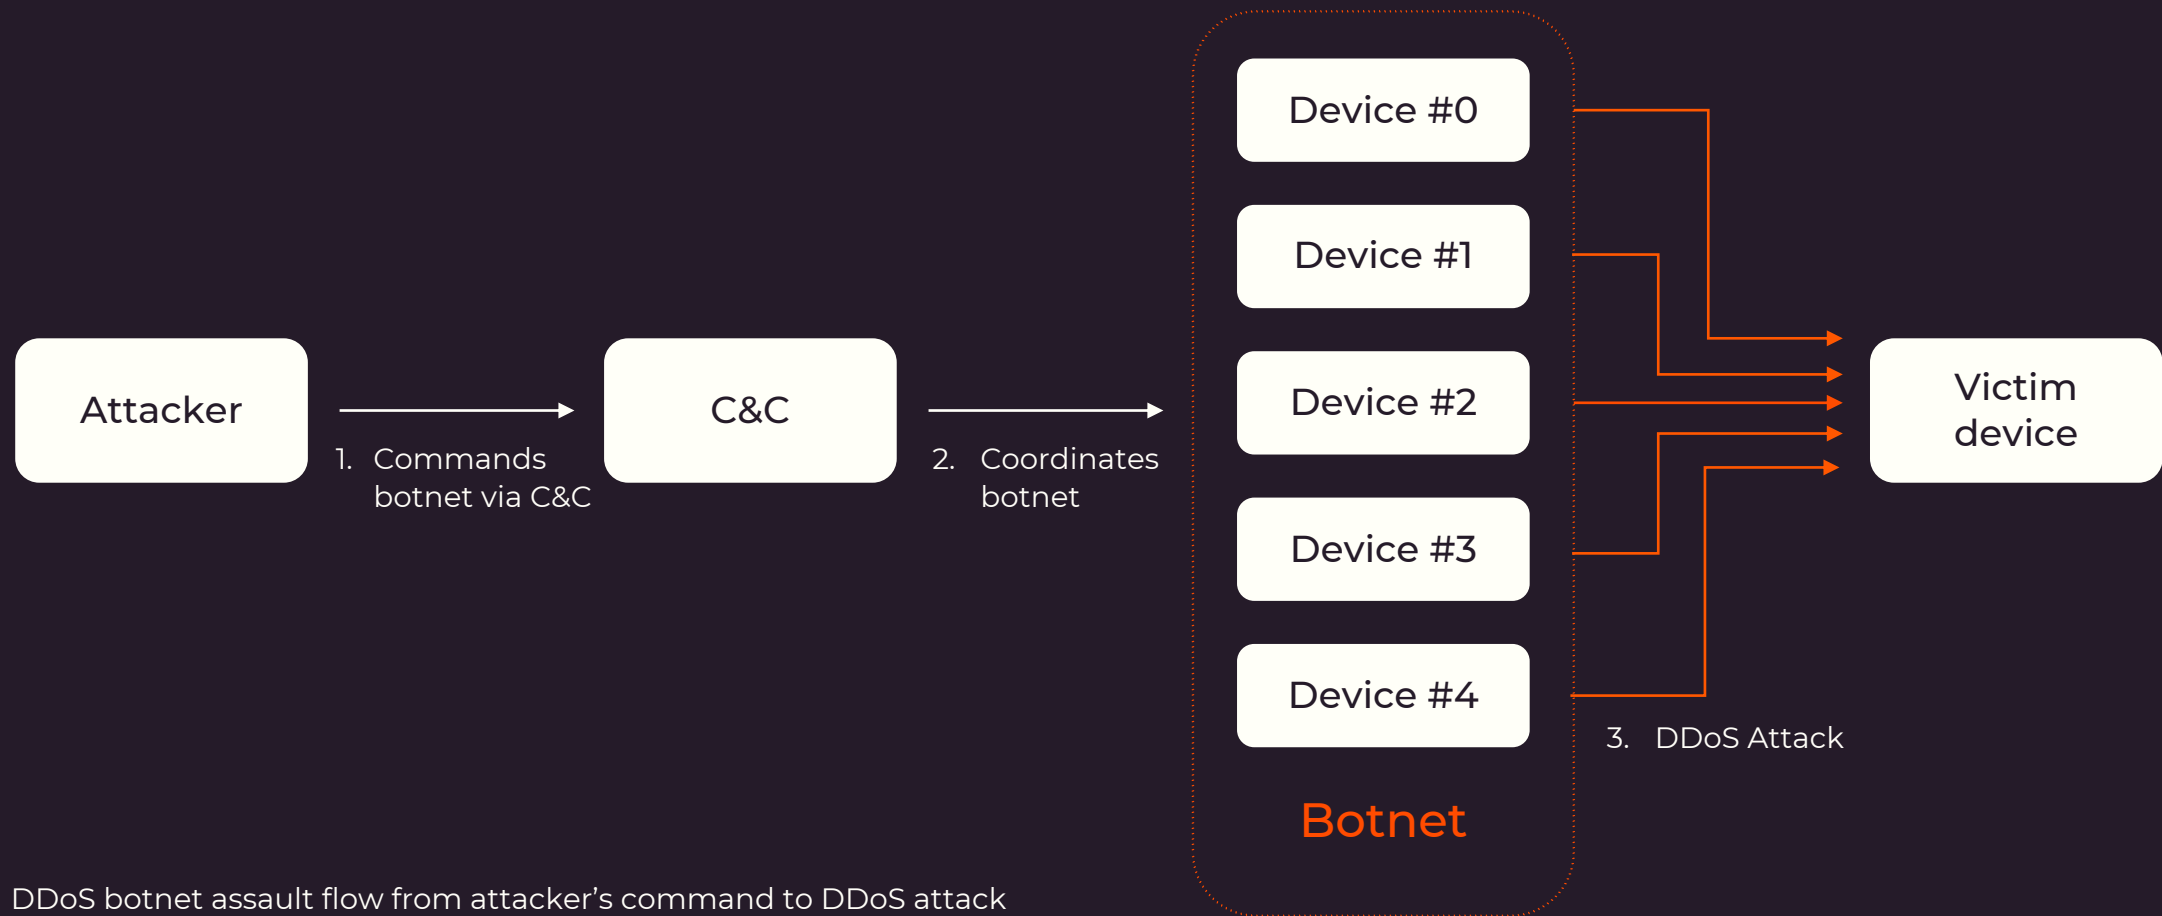 Attacker
1. Commands
botnet via C&C
C&C
2. Coordinates
botnet
Device #0
Device #1
Device #2
Device #3
Device #4
Botnet
3. DDoS Attack
Victim
device
DDoS botnet assault flow from attacker’s command to DDoS attack